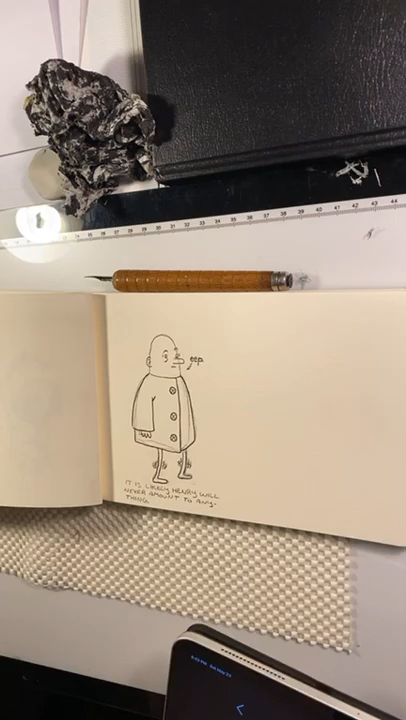 eep.
IT IS LIKELY HENRY WILL
NEVER AMOUNT TO ANY-
THING.